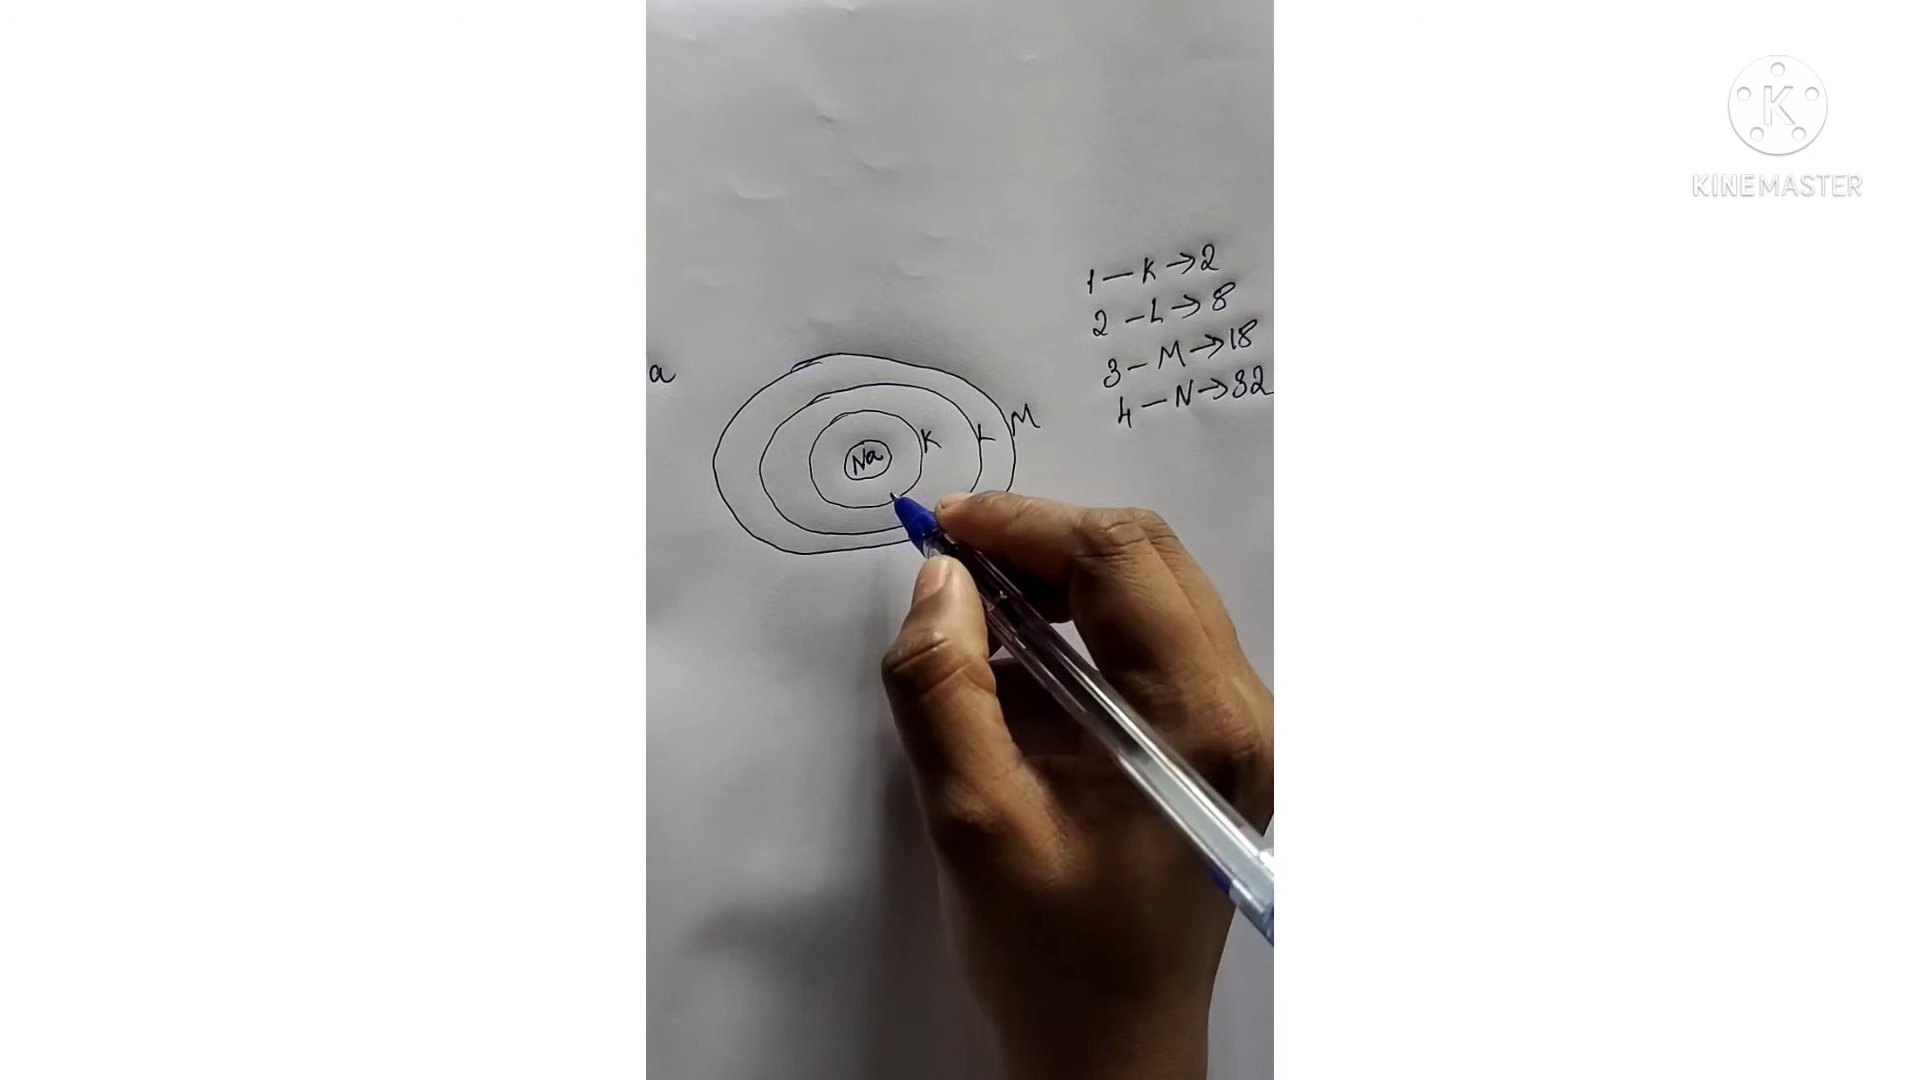 1 — K → 2
2 – L → 8
3 – M → 18
4 — N → 32
a
Na K L M
K
KINEMASTER